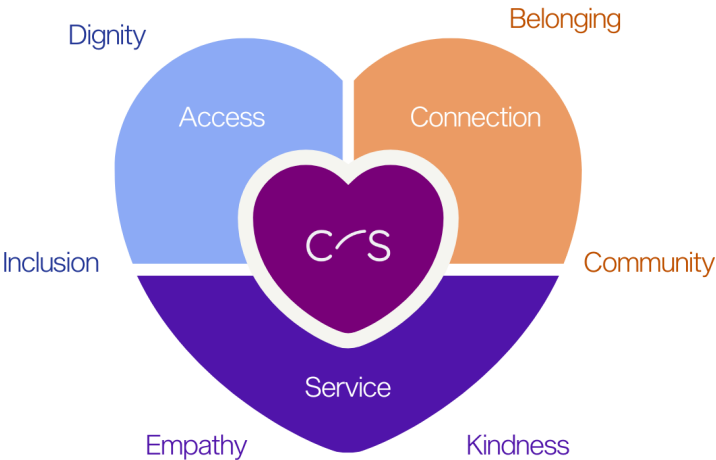 Belonging
Dignity
Access
Connection
C S
Inclusion
Community
Service
Empathy
Kindness